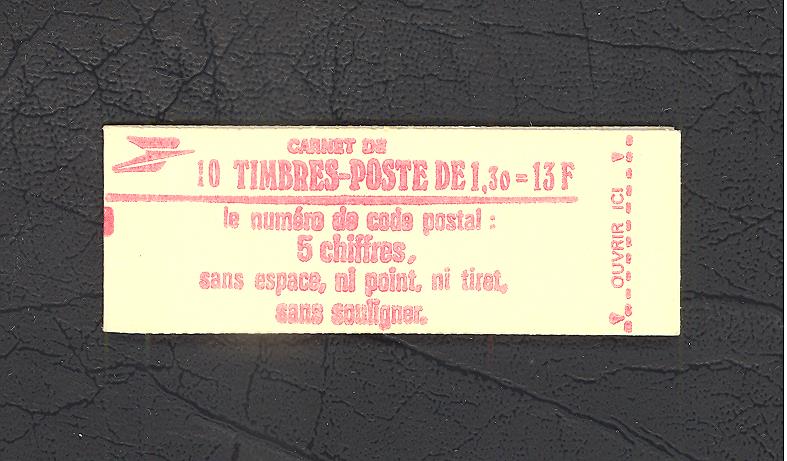 CARNET DE
10 TIMBRES-POSTE DE 1,30 = 13 F
le numéro de code postal :
5 chiffres,
sans espace, ni point, ni tiret,
sans souligner.
OUVRIR ICI